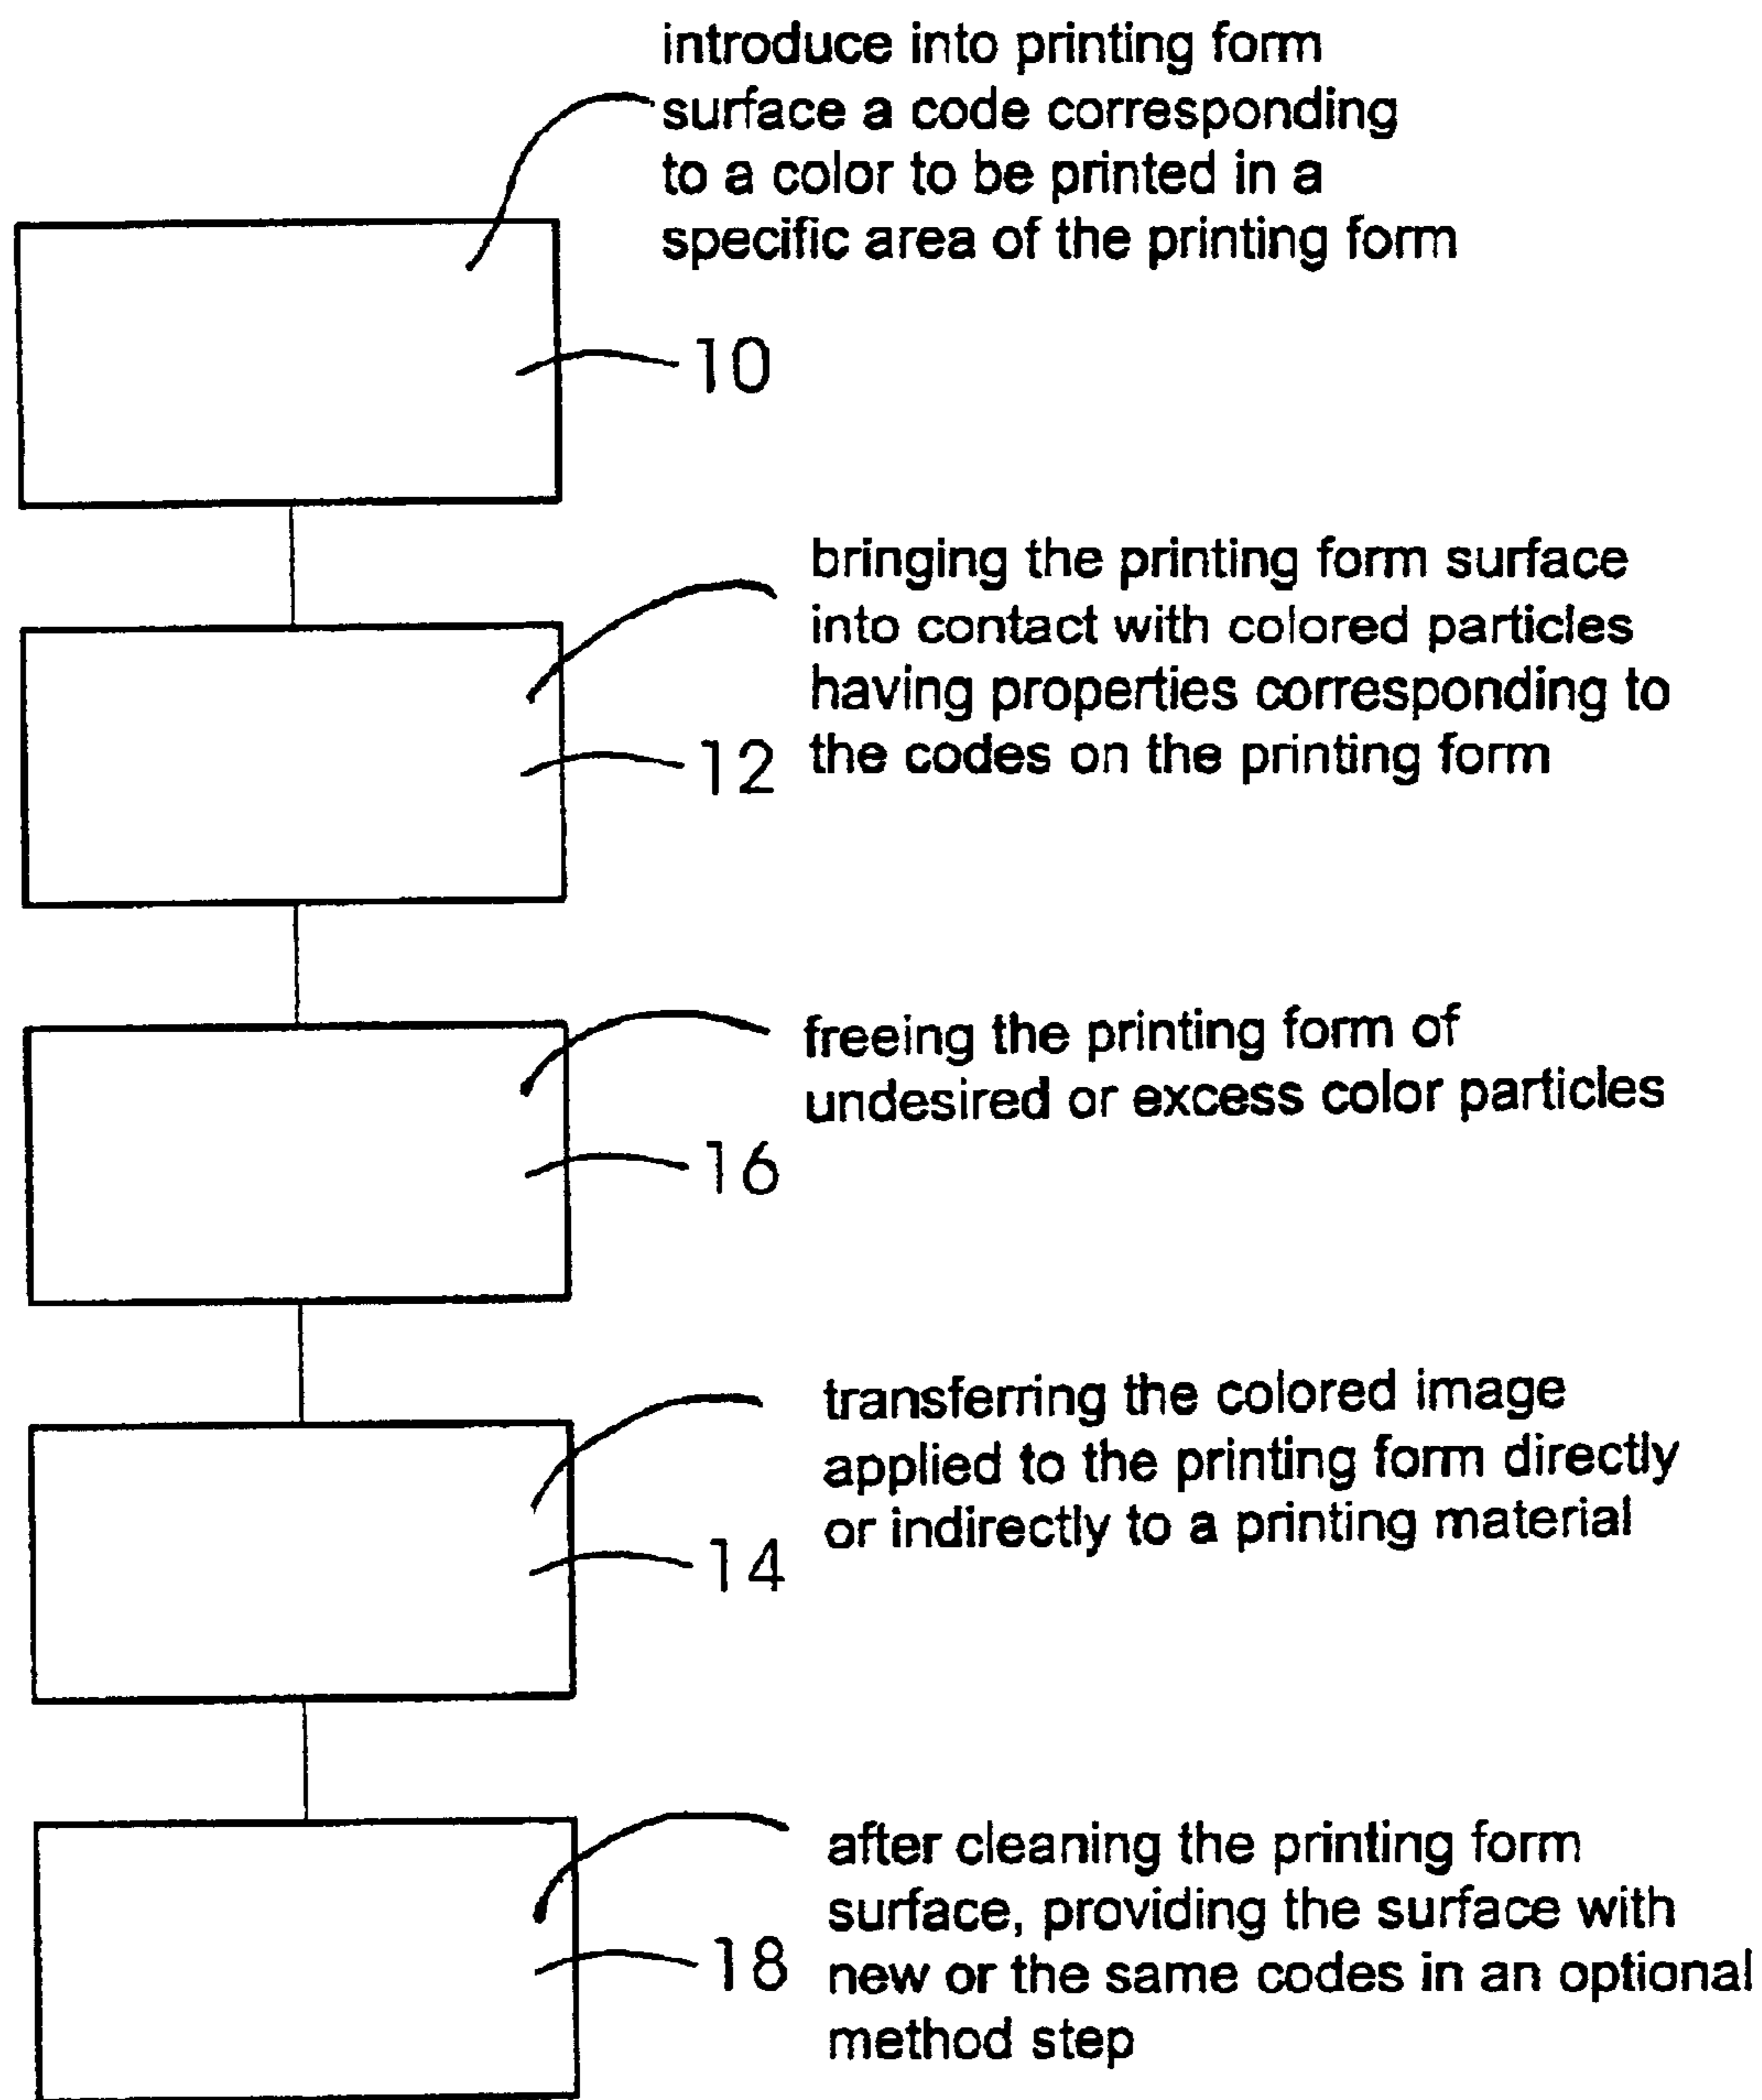 introduce into printing form
surface a code corresponding
to a color to be printed in a
specific area of the printing form
10
bringing the printing form surface
into contact with colored particles
having properties corresponding to
the codes on the printing form
12
freeing the printing form of
undesired or excess color particles
16
transferring the colored image
applied to the printing form directly
or indirectly to a printing material
14
after cleaning the printing form
surface, providing the surface with
new or the same codes in an optional
method step
18